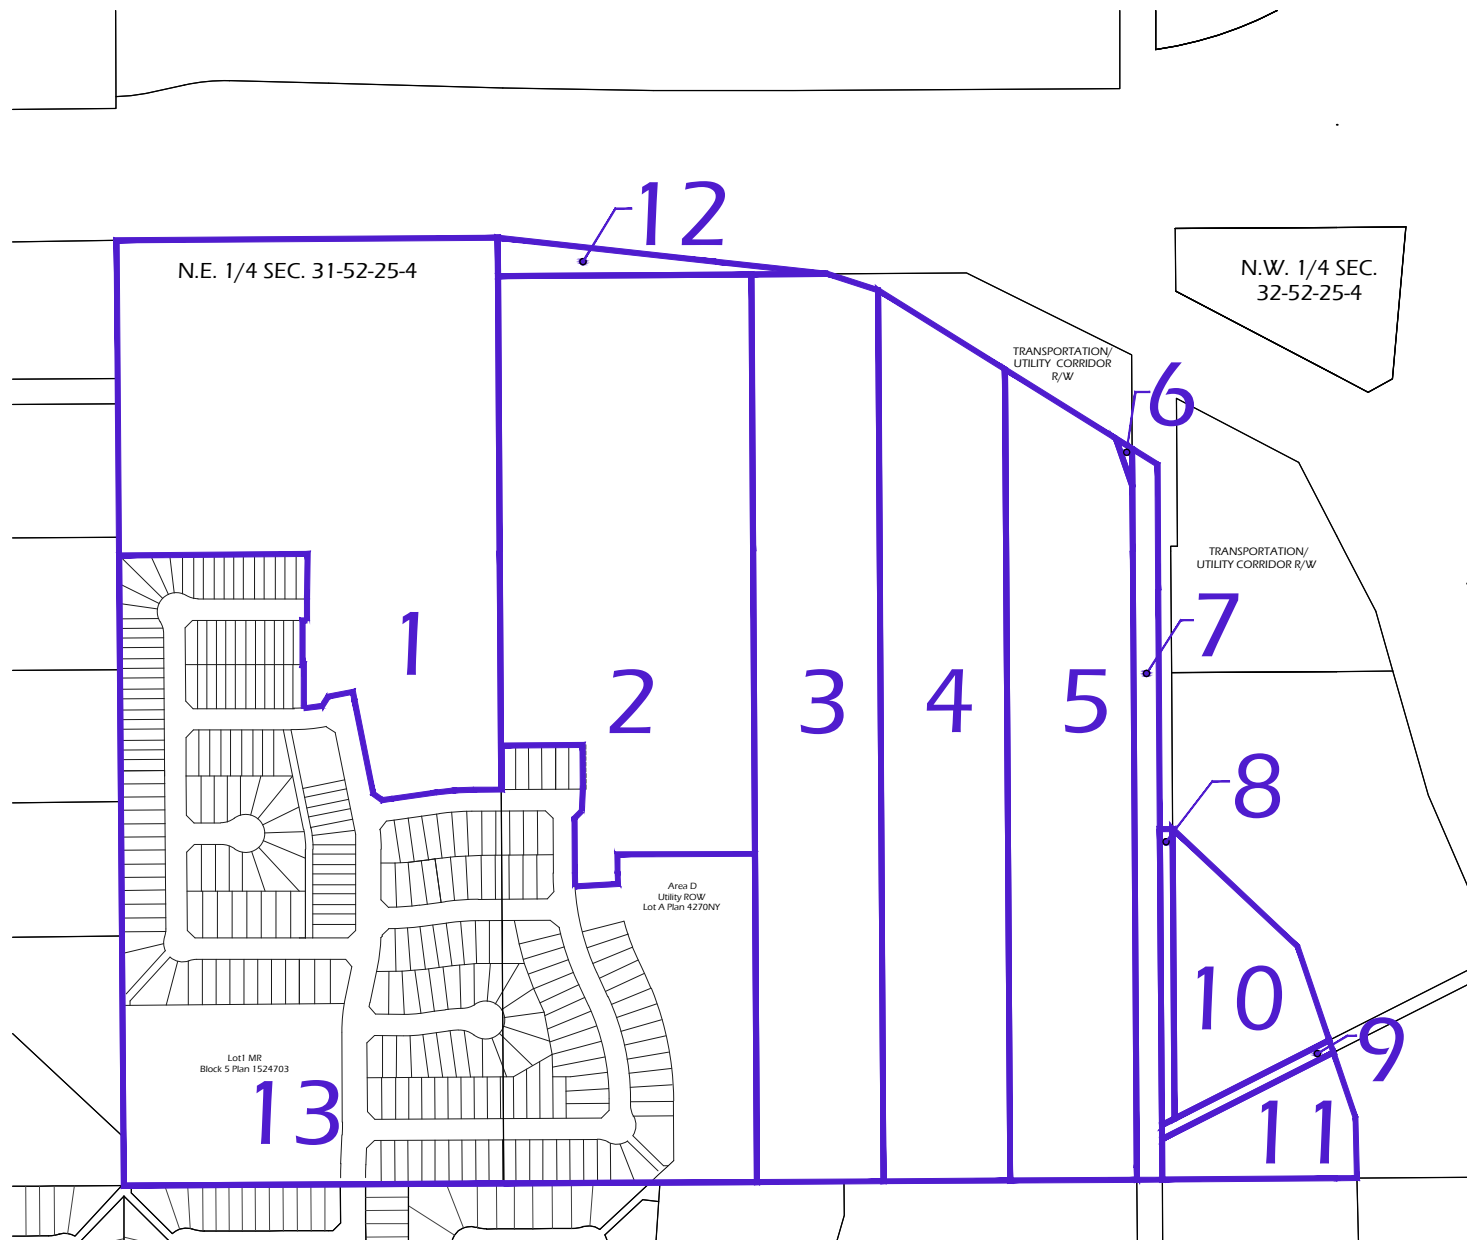 12
N.E. 1/4 SEC. 31-52-25-4
N.W. 1/4 SEC.
32-52-25-4
TRANSPORTATION/
UTILITY CORRIDOR
R/W
6
TRANSPORTATION/
UTILITY CORRIDOR R/W
7
1
2
3
4
5
8
Area D
Utility ROW
Lot A Plan 4270NY
10
9
Lot1 MR
Block 5 Plan 1524703
13
11